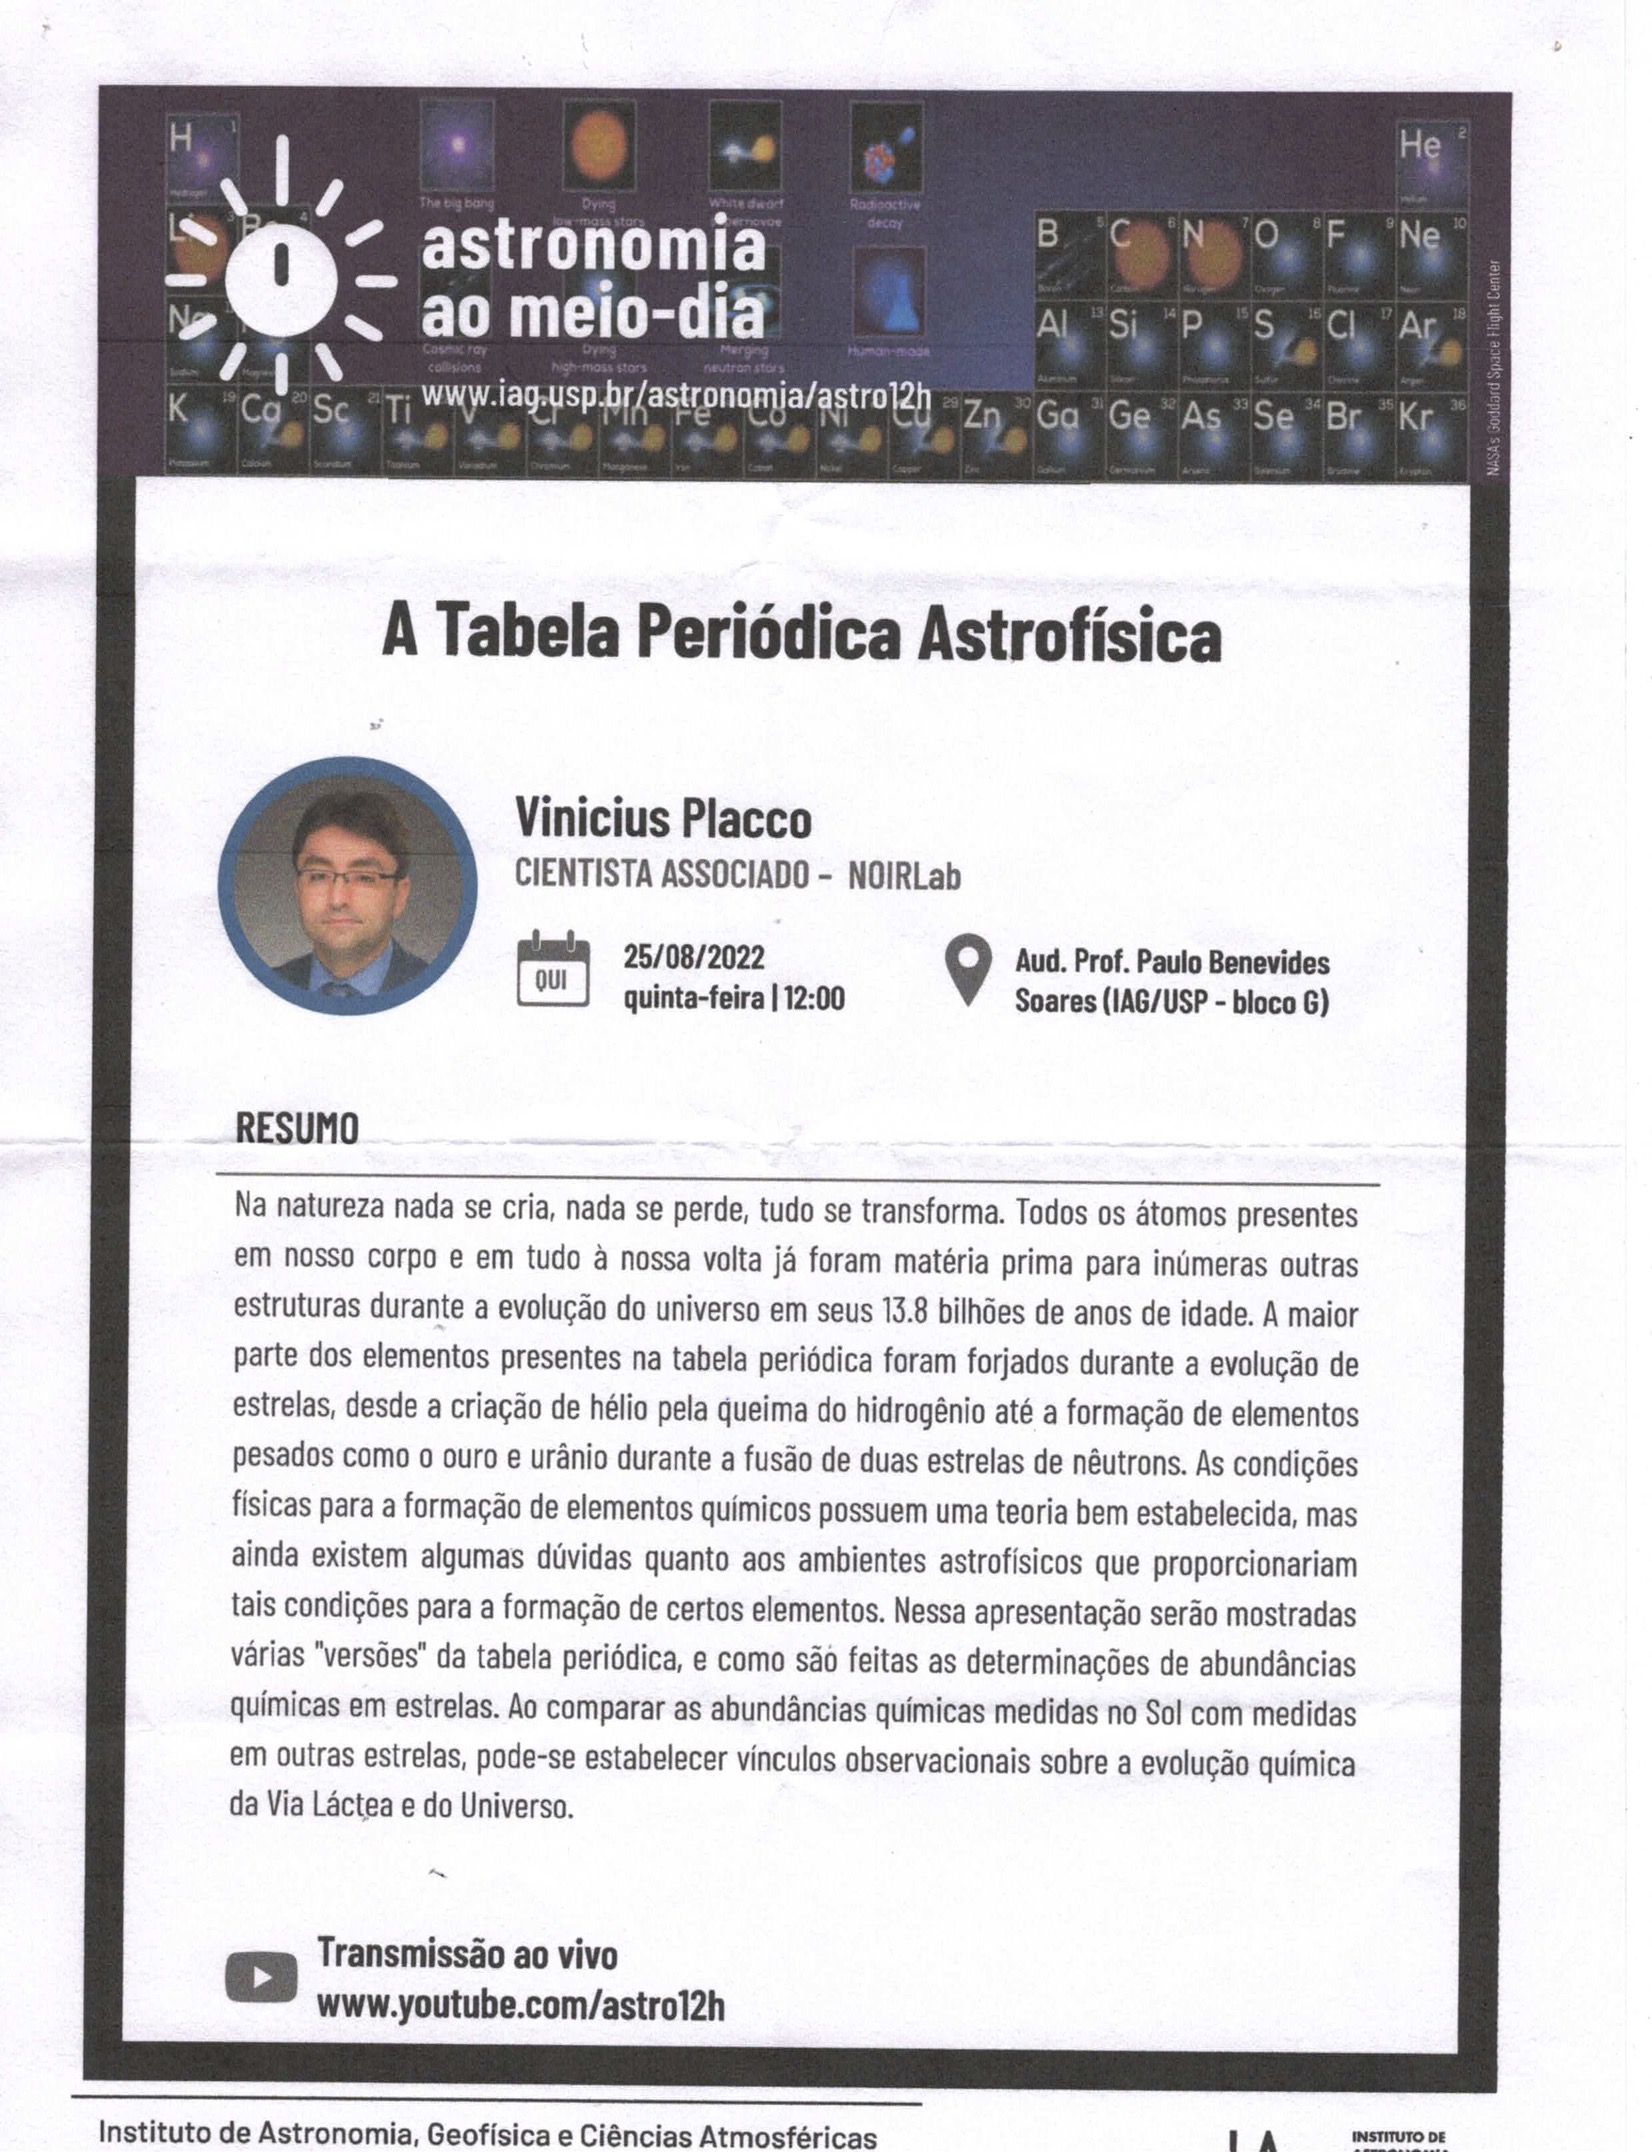 H 1
He 2
The big bang
Dying low-mass stars
White dwarf supernovae
Radioactive decay
astronomia
ao meio-dia
Cosmic ray collisions
Dying high-mass stars
Merging neutron stars
Human-made
www.iag.usp.br/astronomia/astro12h
B 5 C 6 N 7 O 8 F 9 Ne 10
Al 13 Si 14 P 15 S 16 Cl 17 Ar 18
K 19 Ca 20 Sc 21 Ti V Cr Mn Fe Co Ni Cu 29 Zn 30 Ga 31 Ge 32 As 33 Se 34 Br 35 Kr 36
NASA's Goddard Space Flight Center
A Tabela Periódica Astrofísica
Vinicius Placco
CIENTISTA ASSOCIADO - NOIRLab
QUI
25/08/2022
quinta-feira | 12:00
Aud. Prof. Paulo Benevides
Soares (IAG/USP - bloco G)
RESUMO
Na natureza nada se cria, nada se perde, tudo se transforma. Todos os átomos presentes
em nosso corpo e em tudo à nossa volta já foram matéria prima para inúmeras outras
estruturas durante a evolução do universo em seus 13.8 bilhões de anos de idade. A maior
parte dos elementos presentes na tabela periódica foram forjados durante a evolução de
estrelas, desde a criação de hélio pela queima do hidrogênio até a formação de elementos
pesados como o ouro e urânio durante a fusão de duas estrelas de nêutrons. As condições
físicas para a formação de elementos químicos possuem uma teoria bem estabelecida, mas
ainda existem algumas dúvidas quanto aos ambientes astrofísicos que proporcionariam
tais condições para a formação de certos elementos. Nessa apresentação serão mostradas
várias "versões" da tabela periódica, e como são feitas as determinações de abundâncias
químicas em estrelas. Ao comparar as abundâncias químicas medidas no Sol com medidas
em outras estrelas, pode-se estabelecer vínculos observacionais sobre a evolução química
da Via Láctea e do Universo.
Transmissão ao vivo
www.youtube.com/astro12h
Instituto de Astronomia, Geofísica e Ciências Atmosféricas
INSTITUTO DE